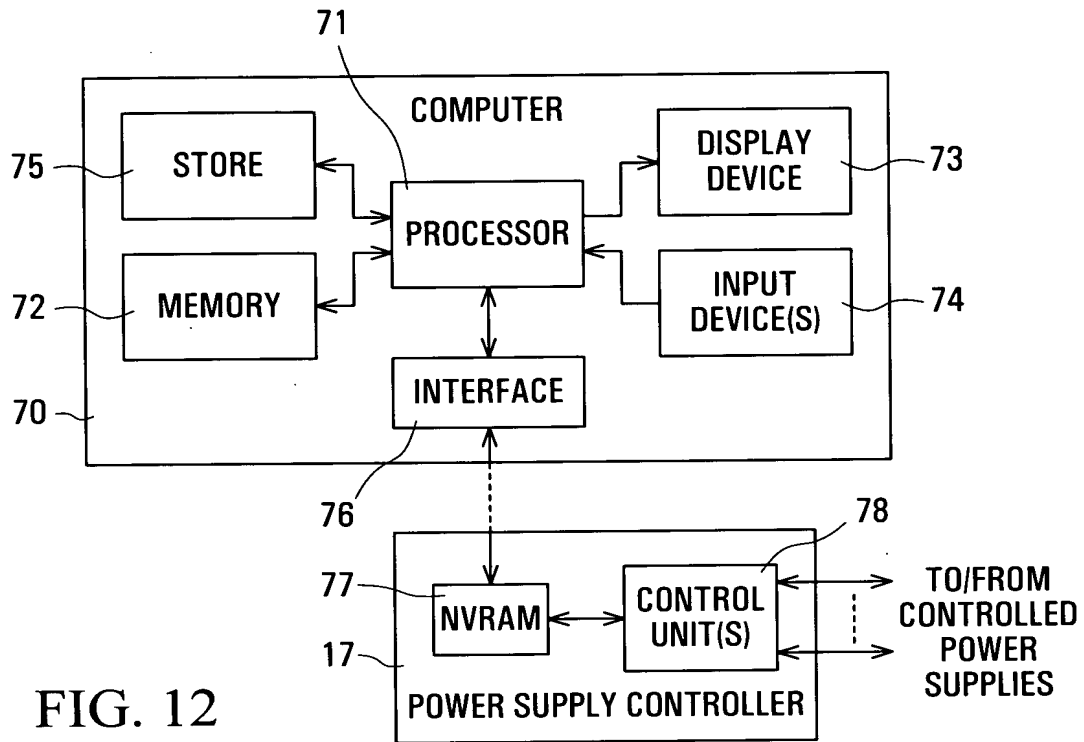 71
COMPUTER
75
STORE
DISPLAY
DEVICE
73
PROCESSOR
72
MEMORY
INPUT
DEVICE(S)
74
INTERFACE
70
76
78
77
NVRAM
CONTROL
UNIT(S)
TO/FROM
CONTROLLED
POWER
SUPPLIES
17
POWER SUPPLY CONTROLLER
FIG. 12